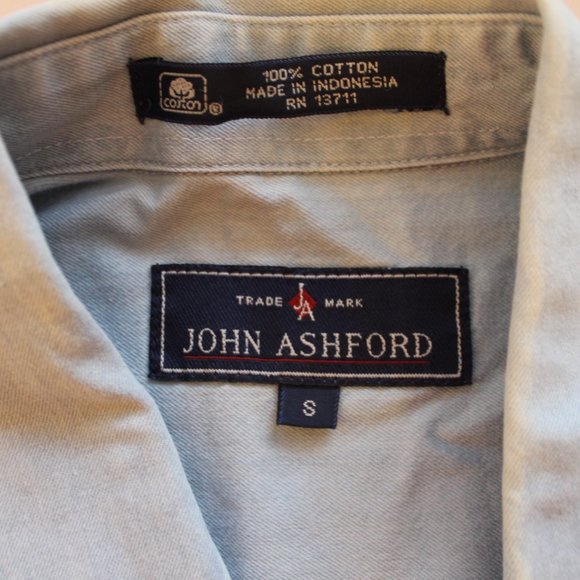 cotton ®
100% COTTON
MADE IN INDONESIA
RN 13711
TRADE JA MARK
JOHN ASHFORD
S